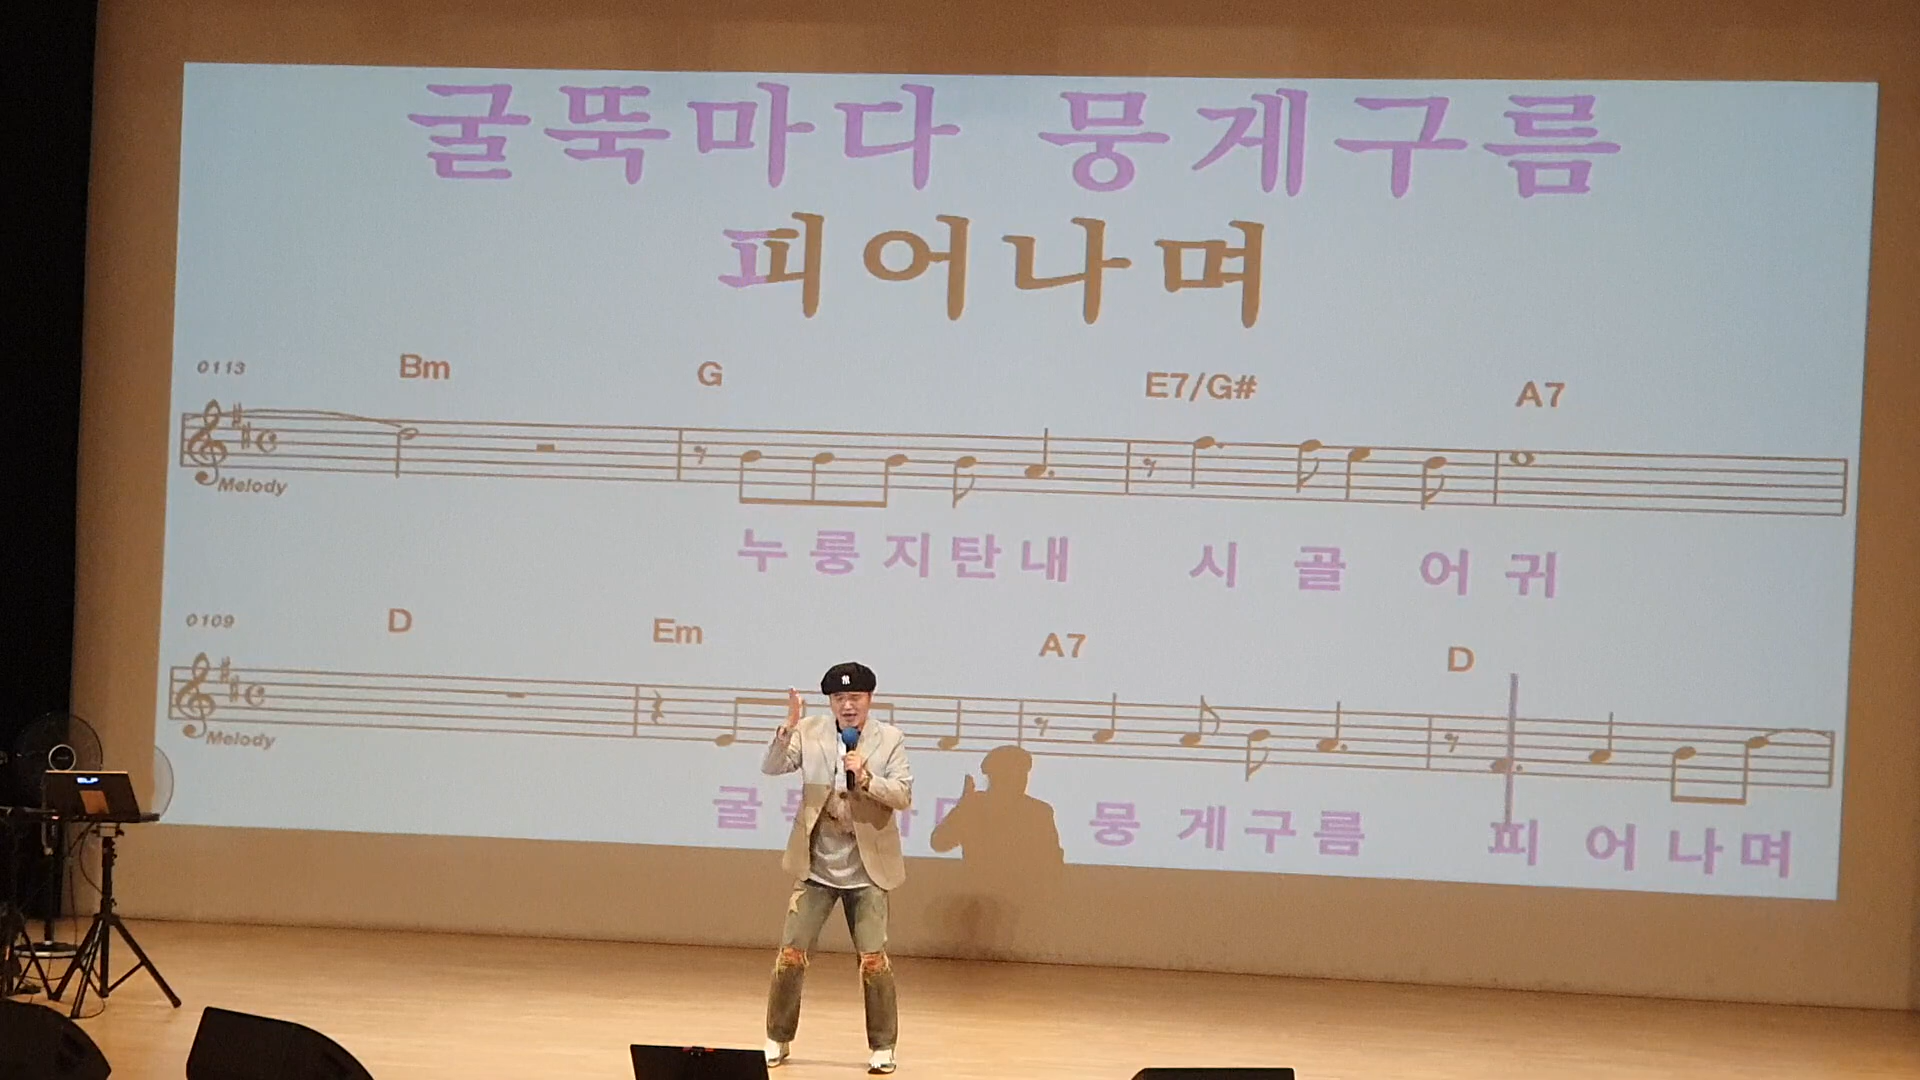 굴뚝마다 뭉게구름
피어나며
0113 Bm G E7/G# A7
Melody
누룽지탄내 시골어귀
0109 D Em A7 D
Melody
굴 뭉게구름 피어나며